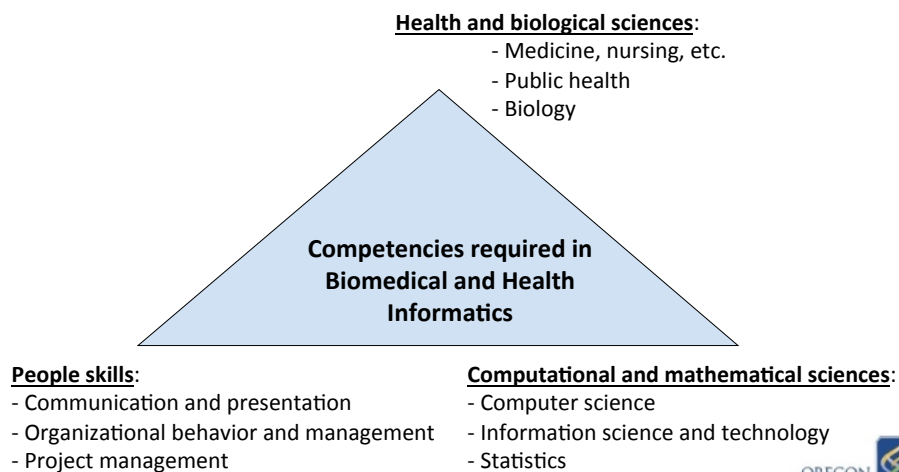 Health and biological sciences:
- Medicine, nursing, etc.
- Public health
- Biology
Competencies required in
Biomedical and Health
Informatics
People skills:
- Communication and presentation
- Organizational behavior and management
- Project management
Computational and mathematical sciences:
- Computer science
- Information science and technology
- Statistics
OREGON